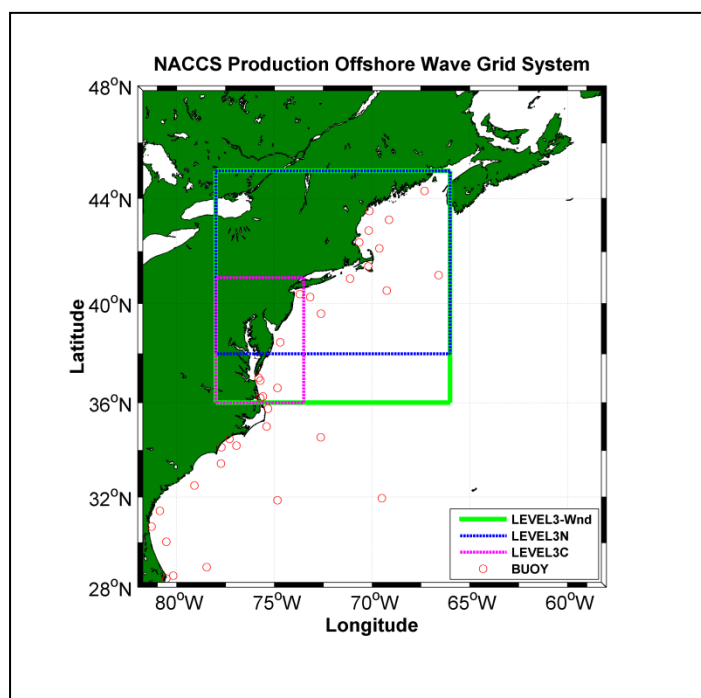 NACCS Production Offshore Wave Grid System
48°N
44°N
40°N
36°N
32°N
28°N
Latitude
80°W
75°W
70°W
65°W
60°W
Longitude
LEVEL3-Wnd
LEVEL3N
LEVEL3C
BUOY